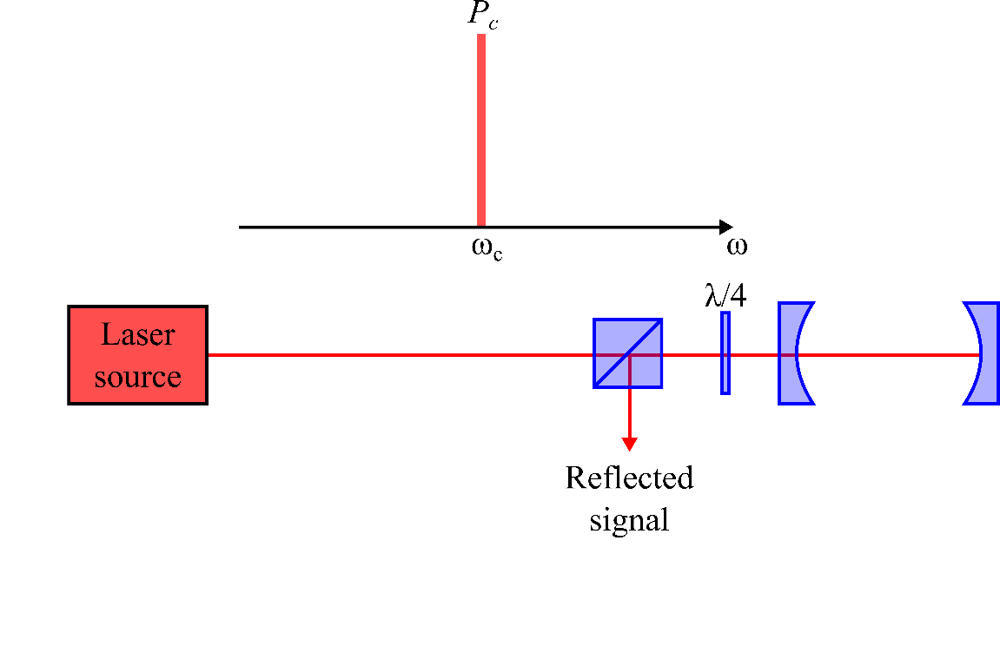 P_c
ω_c
ω
λ/4
Laser
source
Reflected
signal